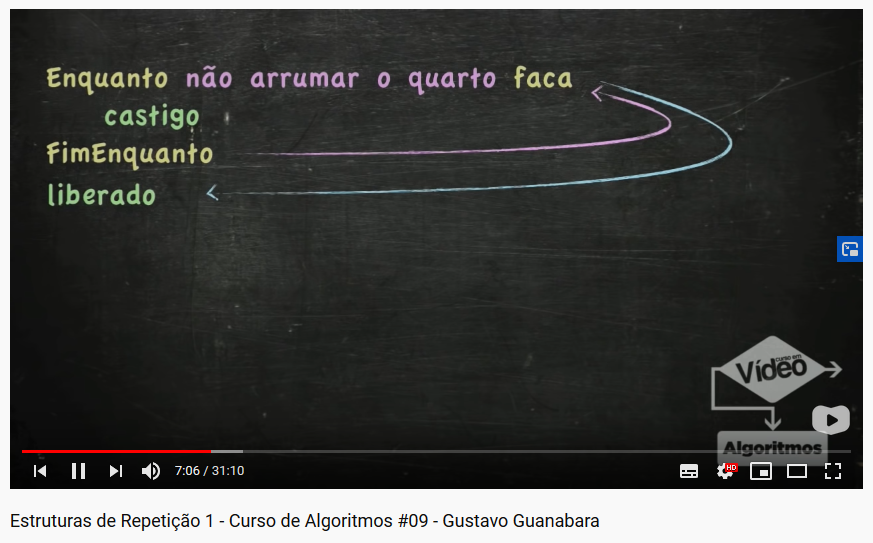 Enquanto não arrumar o quarto faca
castigo
FimEnquanto
liberado
curso em
Vídeo
Algoritmos
7:06 / 31:10
HD
Estruturas de Repetição 1 - Curso de Algoritmos #09 - Gustavo Guanabara